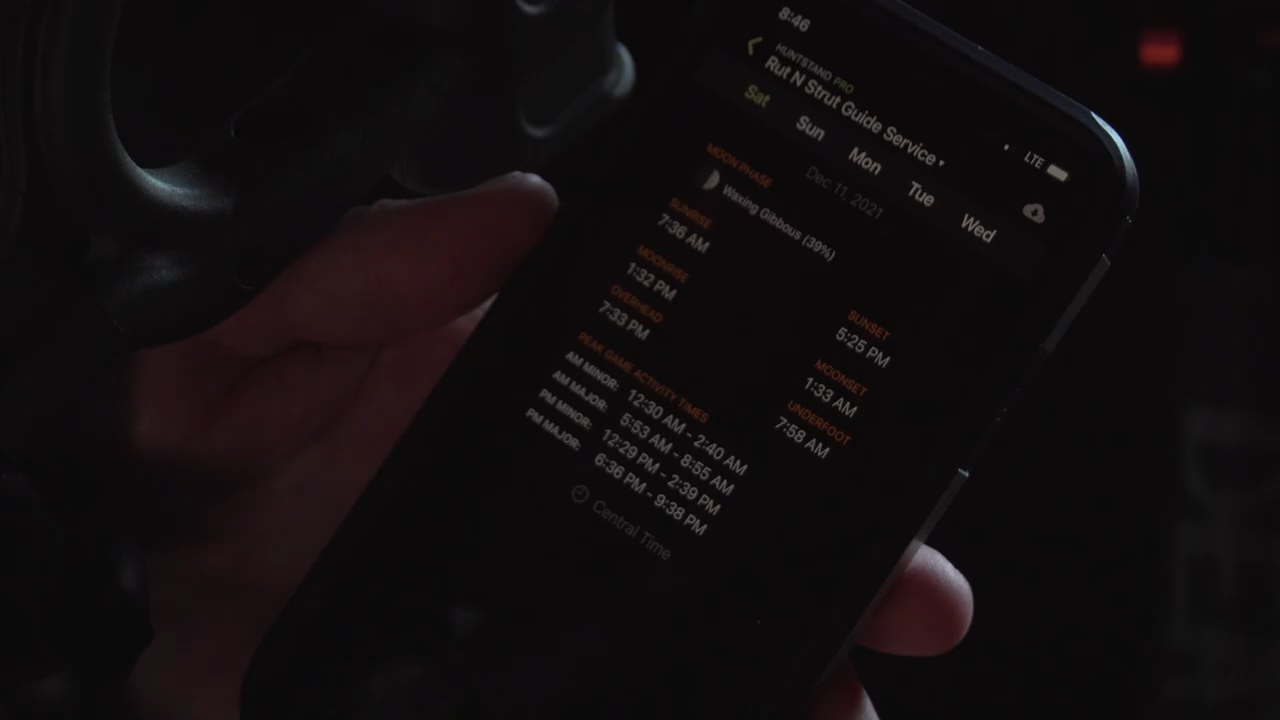 8:46
LTE
HUNTSTAND PRO
Rut N Strut Guide Service
Sat Sun Mon Tue Wed
Dec 11, 2021
MOON PHASE
Waxing Gibbous (39%)
SUNRISE
7:36 AM
SUNSET
5:25 PM
MOONRISE
1:32 PM
MOONSET
1:33 AM
OVERHEAD
7:33 PM
UNDERFOOT
7:58 AM
PEAK GAME ACTIVITY TIMES
AM MINOR: 12:30 AM - 2:40 AM
AM MAJOR: 5:53 AM - 8:55 AM
PM MINOR: 12:29 PM - 2:39 PM
PM MAJOR: 6:36 PM - 9:38 PM
Central Time